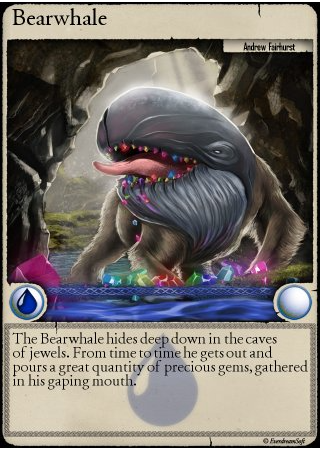 Bearwhale
Andrew Fairhurst
The Bearwhale hides deep down in the caves
of jewels. From time to time he gets out and
pours a great quantity of precious gems, gathered
in his gaping mouth.
© EverdreamSoft